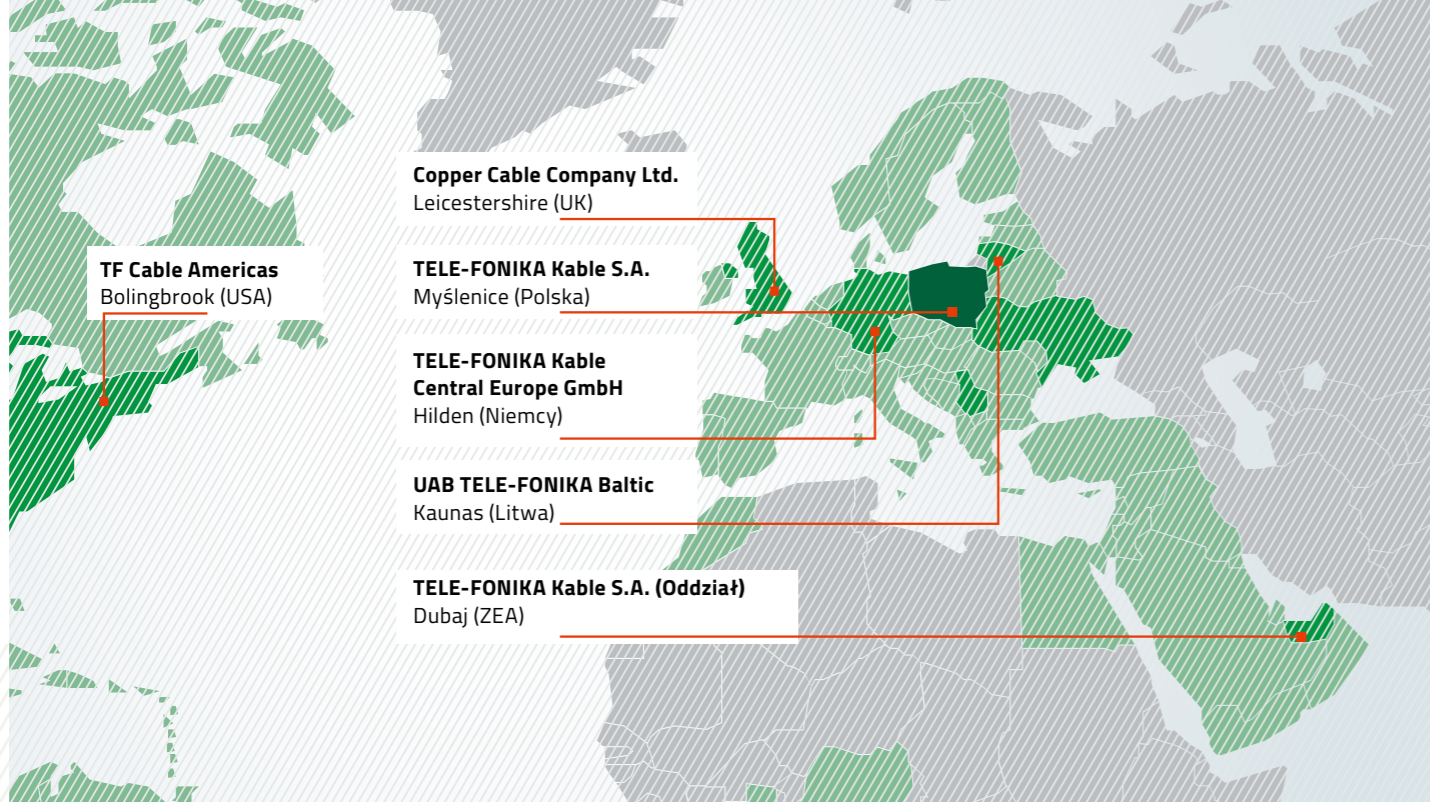 Copper Cable Company Ltd.
Leicestershire (UK)
TF Cable Americas
Bolingbrook (USA)
TELE-FONIKA Kable S.A.
Myślenice (Polska)
TELE-FONIKA Kable
Central Europe GmbH
Hilden (Niemcy)
UAB TELE-FONIKA Baltic
Kaunas (Litwa)
TELE-FONIKA Kable S.A. (Oddział)
Dubaj (ZEA)